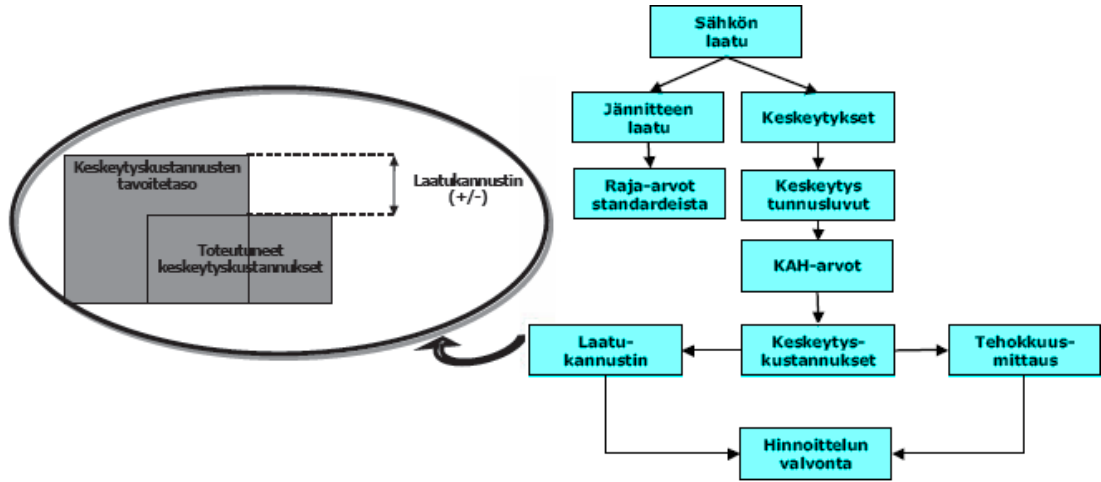 Keskeytyskustannusten
tavoitetaso
Laatukannustin
(+/-)
Toteutuneet
keskeytyskustannukset
Sähkön
laatu
Jännitteen
laatu
Keskeytykset
Raja-arvot
standardeista
Keskeytys
tunnusluvut
KAH-arvot
Laatu-
kannustin
Keskeytys-
kustannukset
Tehokkuus-
mittaus
Hinnoittelun
valvonta